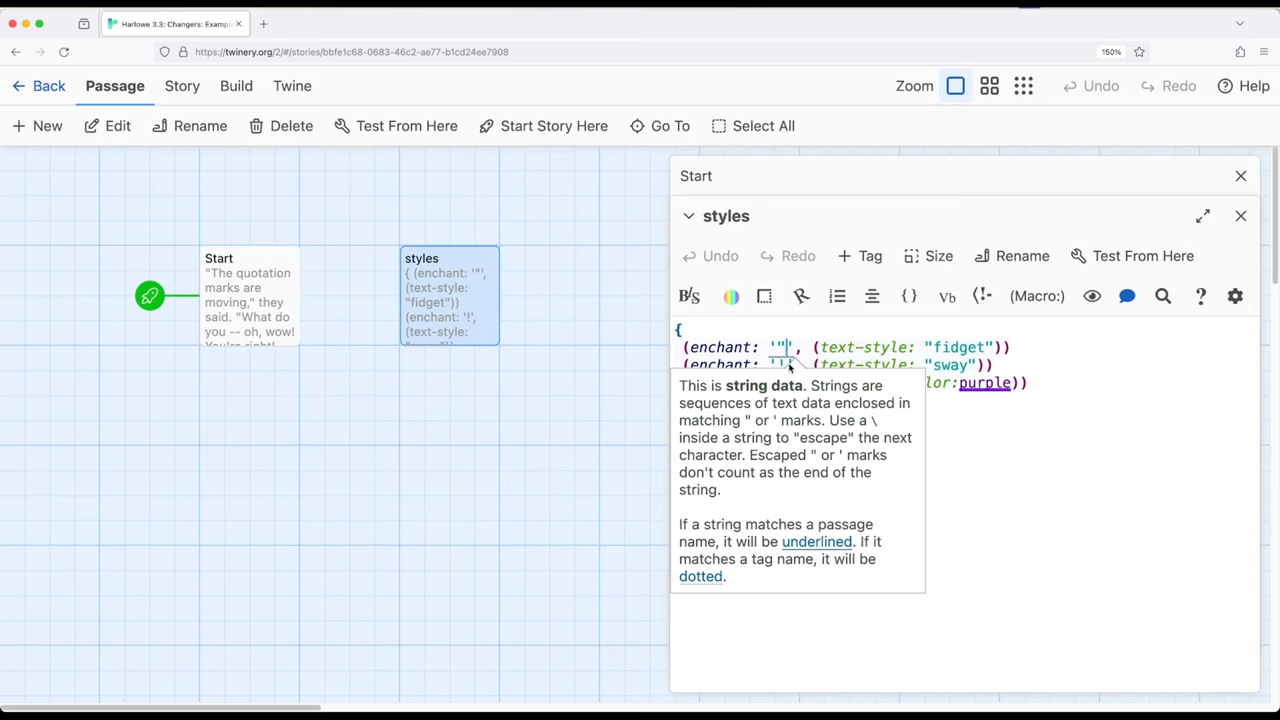 Harlowe 3.3: Changers: Exampl
https://twinery.org/2/#/stories/bbfe1c68-0683-46c2-ae77-b1cd24ee7908
150%
Back Passage Story Build Twine Zoom Undo Redo Help
New Edit Rename Delete Test From Here Start Story Here Go To Select All
Start
"The quotation
marks are
moving," they
said. "What do
you -- oh, wow!
You're right!
styles
{ (enchant: '"',
(text-style:
"fidget"))
(enchant: '!',
(text-style:
Start
styles
Undo Redo + Tag Size Rename Test From Here
{} Vb (Macro:)
{
(enchant: '"', (text-style: "fidget"))
(enchant: '!', (text-style: "sway"))
lor:purple))
This is string data. Strings are
sequences of text data enclosed in
matching " or ' marks. Use a \
inside a string to "escape" the next
character. Escaped " or ' marks
don't count as the end of the
string.
If a string matches a passage
name, it will be underlined. If it
matches a tag name, it will be
dotted.